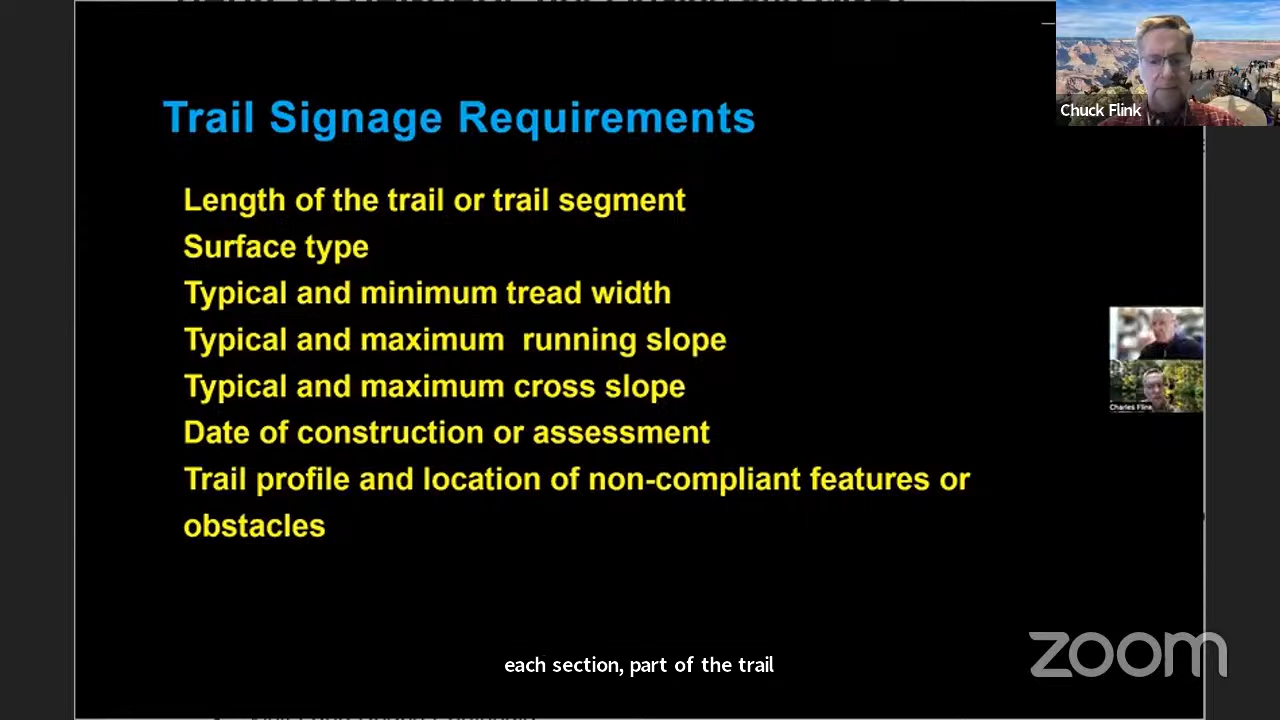 Trail Signage Requirements
Chuck Flink
Length of the trail or trail segment
Surface type
Typical and minimum tread width
Typical and maximum running slope
Typical and maximum cross slope
Charles Flink
Date of construction or assessment
Trail profile and location of non-compliant features or
obstacles
each section, part of the trail
zoom